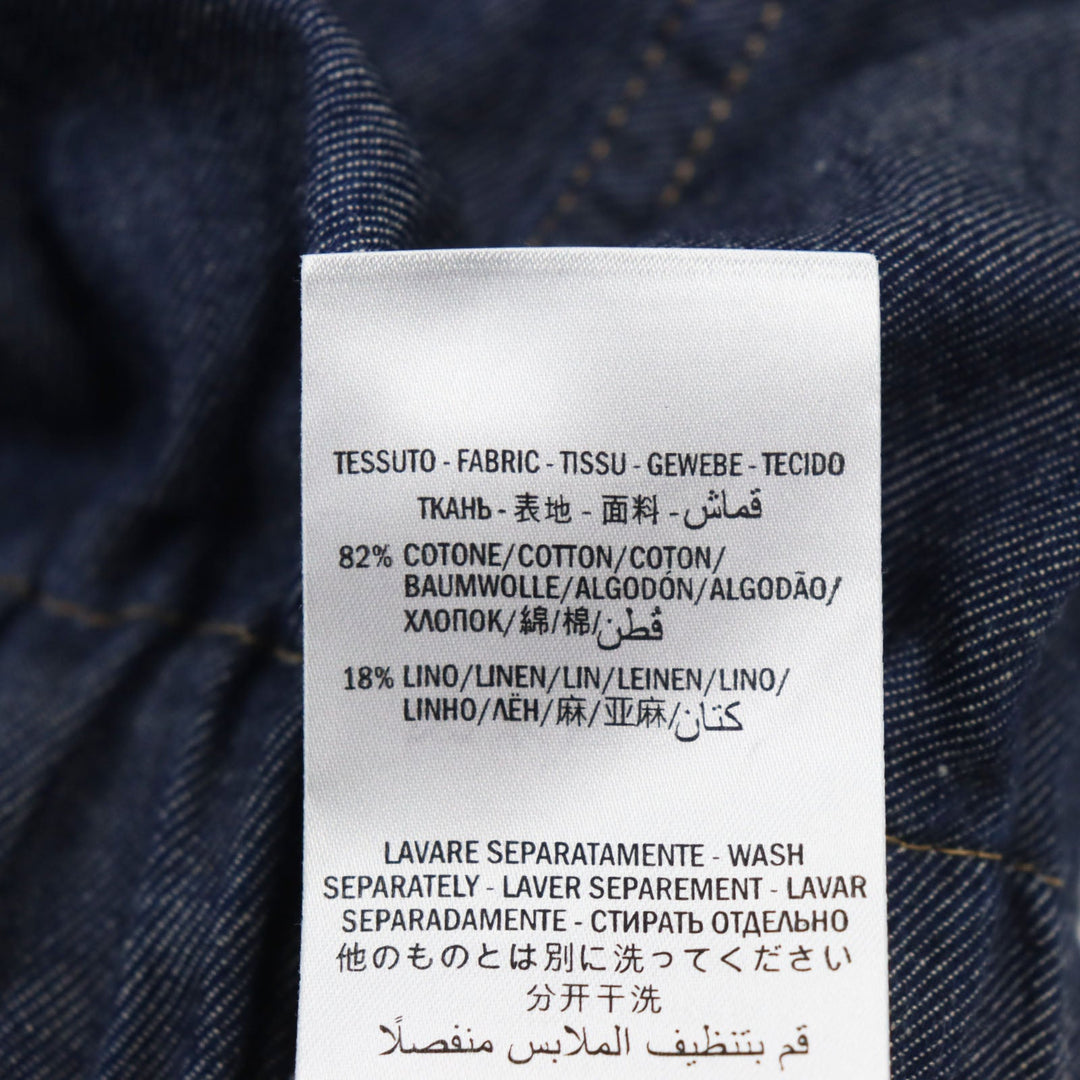 TESSUTO - FABRIC - TISSU - GEWEBE - TECIDO
ТКАНЬ - 表地 - 面料 - قماش
82% COTONE/COTTON/COTON/
BAUMWOLLE/ALGODÓN/ALGODÃO/
ХЛОПОК/綿/棉/قطن
18% LINO/LINEN/LIN/LEINEN/LINO/
LINHO/ЛЁН/麻/亚麻/كتان
LAVARE SEPARATAMENTE - WASH
SEPARATELY - LAVER SEPAREMENT - LAVAR
SEPARADAMENTE - СТИРАТЬ ОТДЕЛЬНО
他のものとは別に洗ってください
分开干洗
قم بتنظيف الملابس منفصلاً